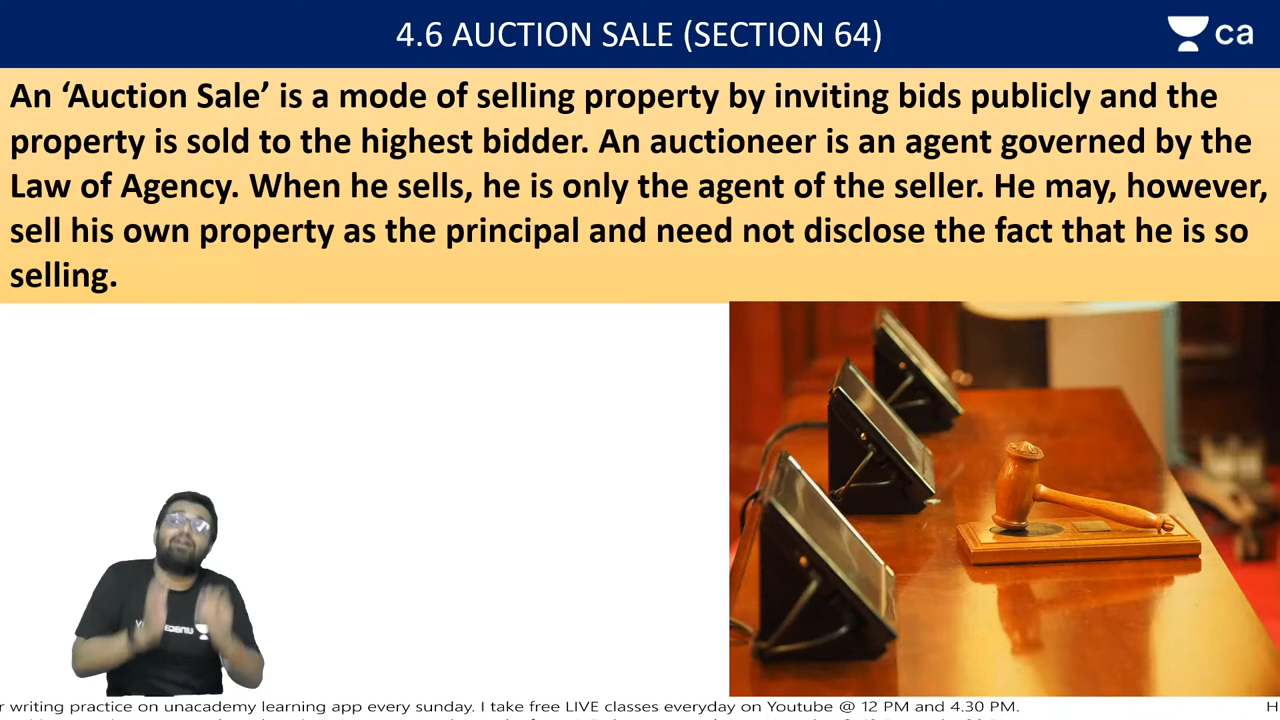 4.6 AUCTION SALE (SECTION 64)
ca
An ‘Auction Sale’ is a mode of selling property by inviting bids publicly and the
property is sold to the highest bidder. An auctioneer is an agent governed by the
Law of Agency. When he sells, he is only the agent of the seller. He may, however,
sell his own property as the principal and need not disclose the fact that he is so
selling.
r writing practice on unacademy learning app every sunday. I take free LIVE classes everyday on Youtube @ 12 PM and 4.30 PM. H